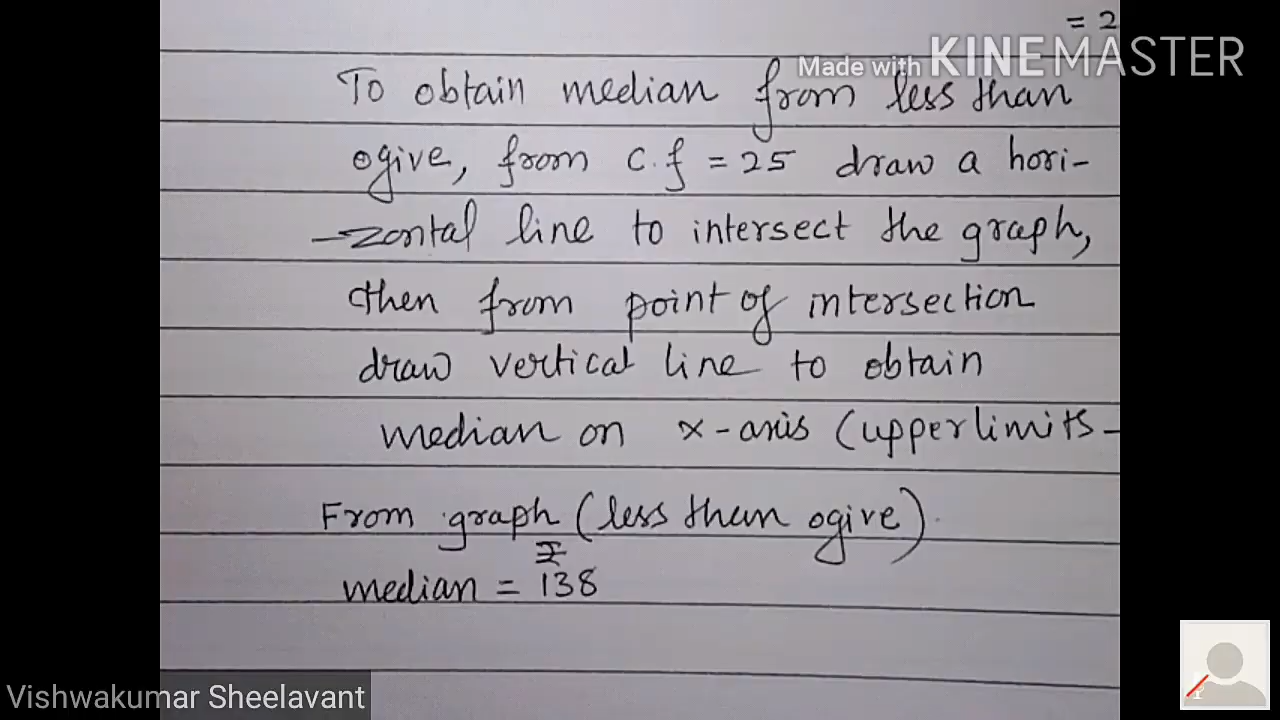 = 2
Made with KINEMASTER
To obtain median from less than
ogive, from c.f = 25 draw a hori-
-zontal line to intersect the graph,
then from point of intersection
draw vertical line to obtain
median on x-axis (upperlimits-
From graph (less than ogive).
median = 138
Vishwakumar Sheelavant